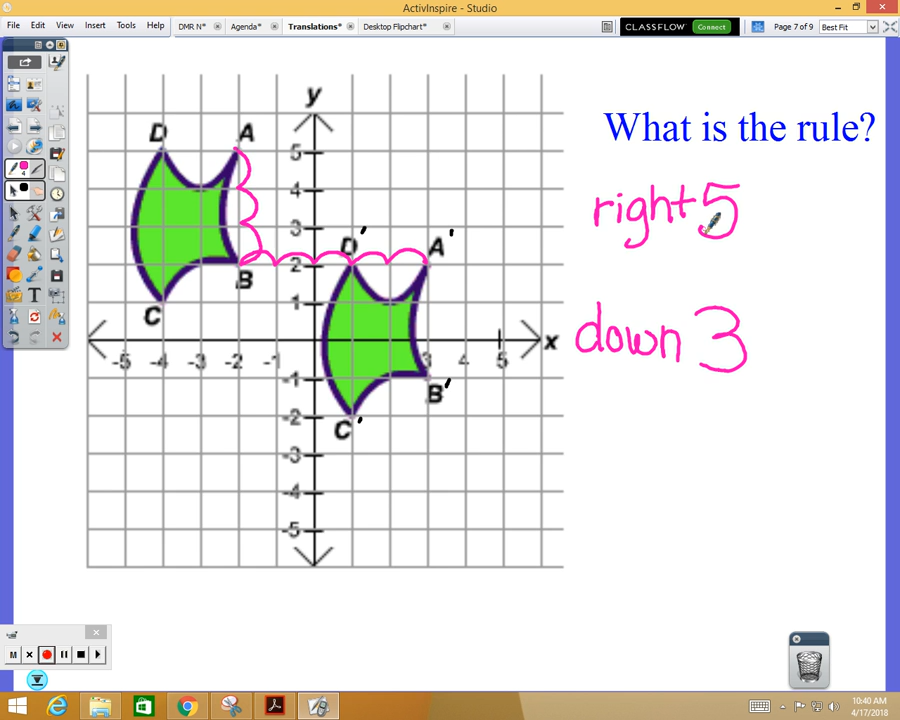 ActivInspire - Studio
File Edit View Insert Tools Help
DMR N* Agenda* Translations* Desktop Flipchart*
CLASSFLOW Connect
Page 7 of 9 Best Fit
What is the rule?
right 5
down 3
y
D A
5
4
3
D' A'
2
B
1
C
x
-5 -4 -3 -2 -1 3 4 5
-1
B'
-2
C'
-3
-4
-5
4
T
M
10:40 AM
4/17/2018